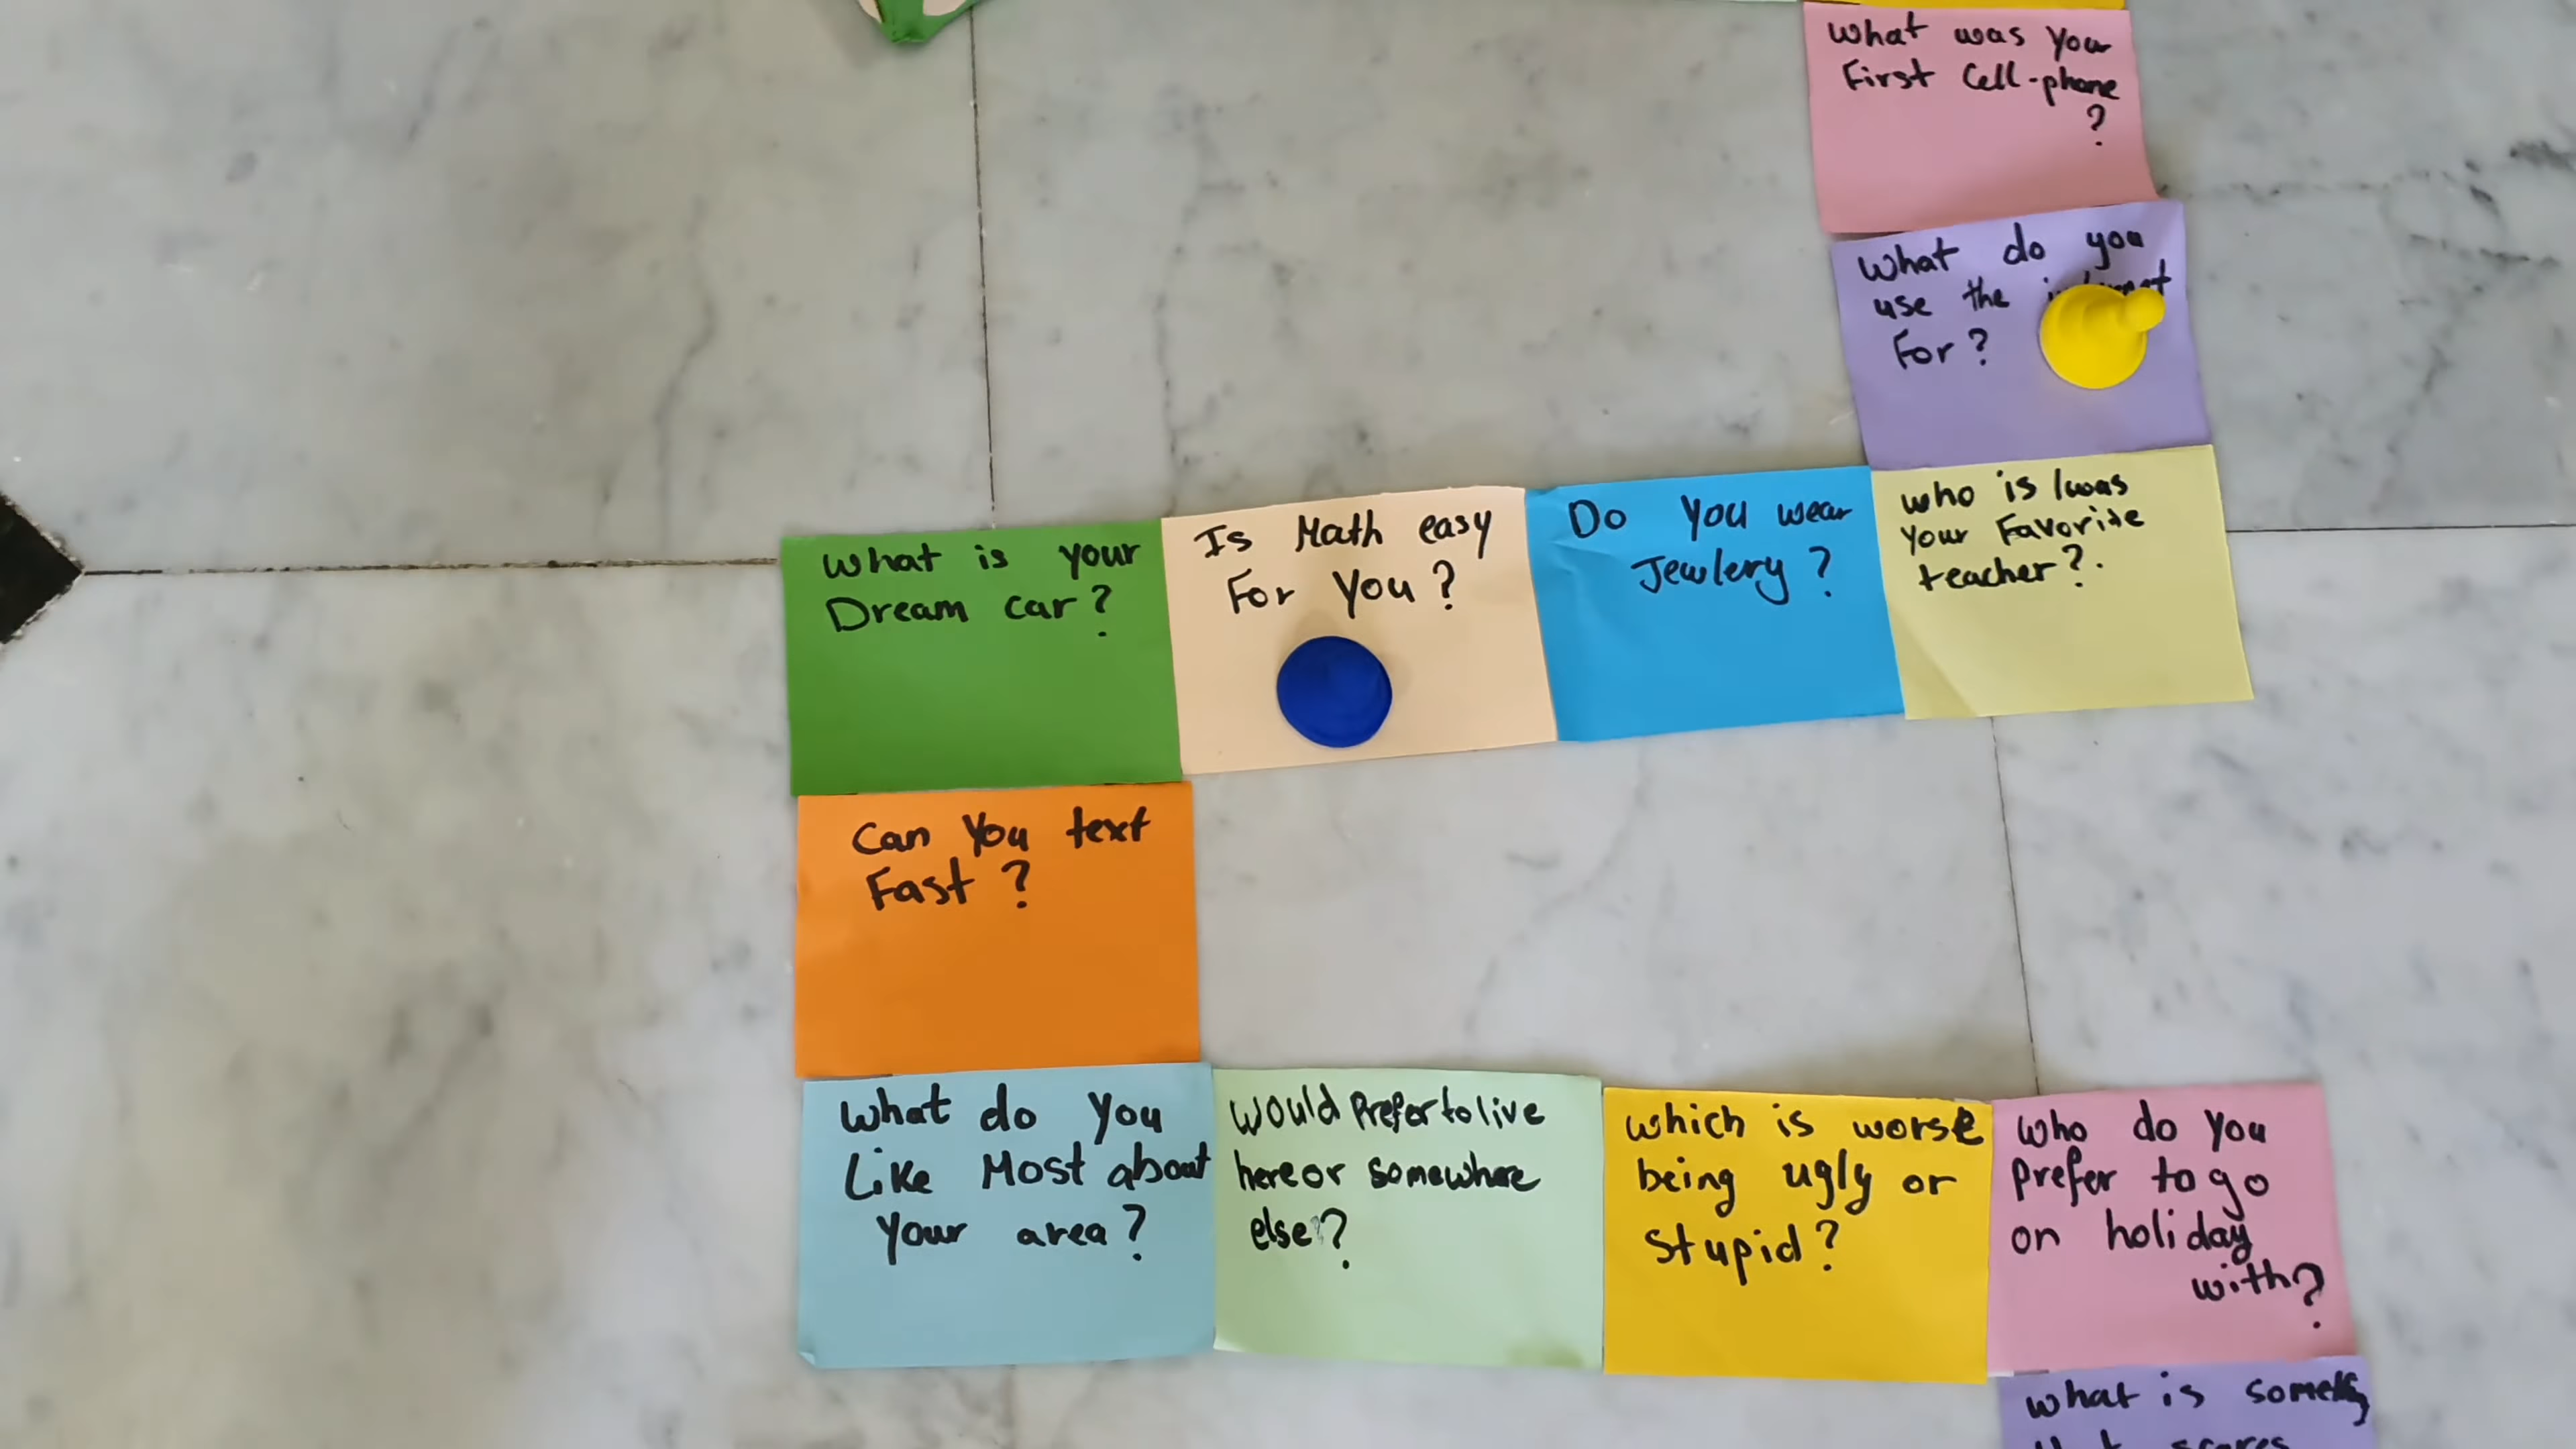 What was your
First Cell-phone
?
What do you
use the internet
For?
What is your
Dream car?
Is Math easy
For You?
Do You wear
Jewlery?
who is/was
your Favorite
teacher?.
Can You text
Fast?
What do you
Like Most about
your area?
Would Prefer to live
here or somewhere
else?
which is worse
being ugly or
stupid?
Who do you
prefer to go
on holiday
with?
what is
scares